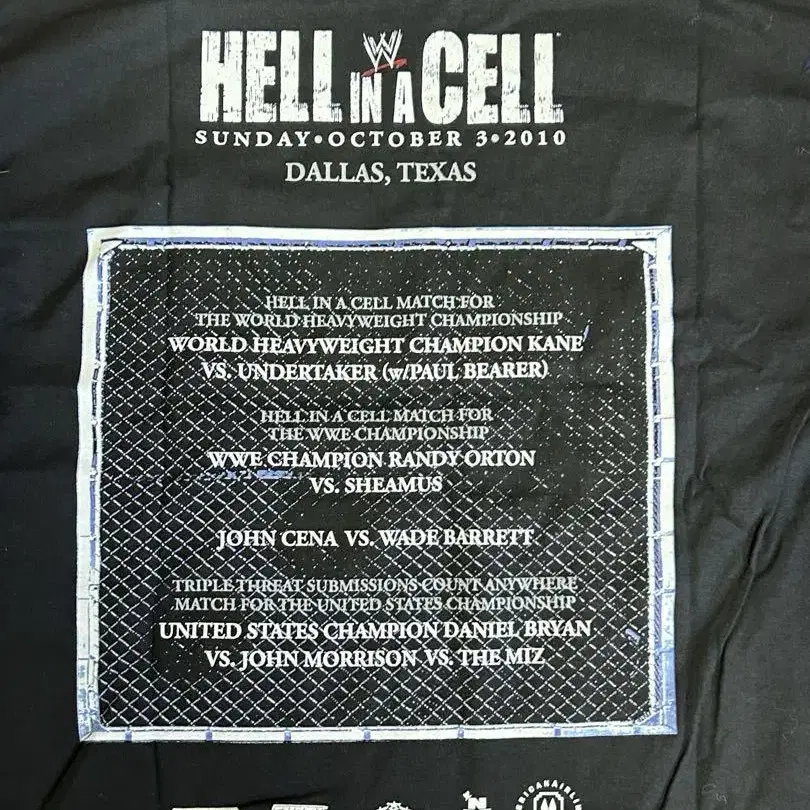 W
HELL IN A CELL
SUNDAY•OCTOBER 3•2010
DALLAS, TEXAS
HELL IN A CELL MATCH FOR
THE WORLD HEAVYWEIGHT CHAMPIONSHIP
WORLD HEAVYWEIGHT CHAMPION KANE
VS. UNDERTAKER (w/PAUL BEARER)
HELL IN A CELL MATCH FOR
THE WWE CHAMPIONSHIP
WWE CHAMPION RANDY ORTON
VS. SHEAMUS
JOHN CENA VS. WADE BARRETT
TRIPLE THREAT SUBMISSIONS COUNT ANYWHERE
MATCH FOR THE UNITED STATES CHAMPIONSHIP
UNITED STATES CHAMPION DANIEL BRYAN
VS. JOHN MORRISON VS. THE MIZ